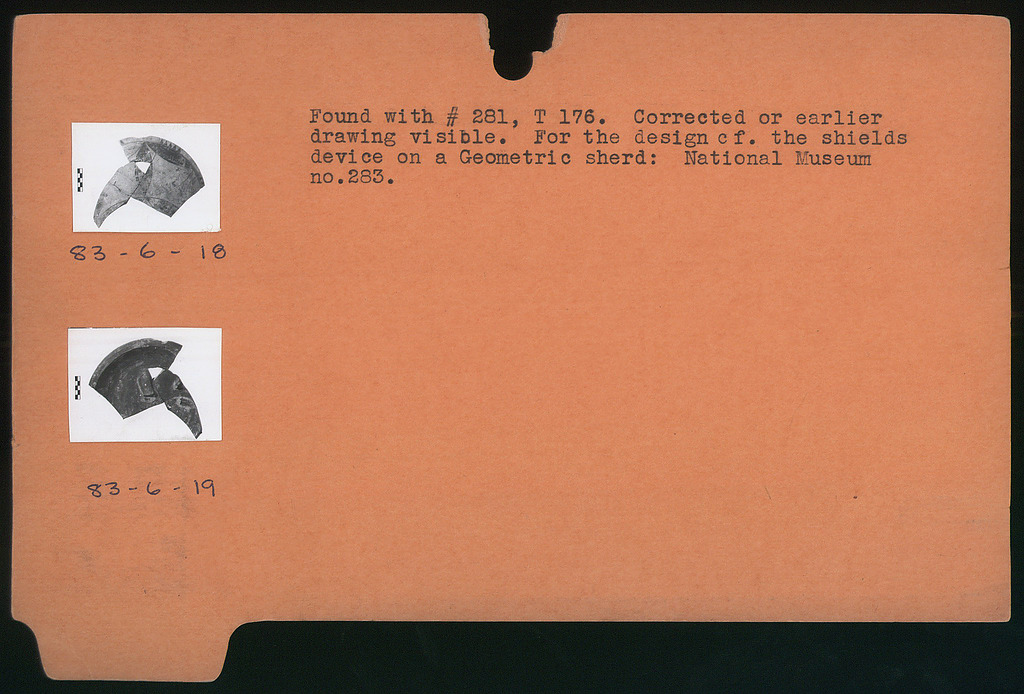 Found with # 281, T 176. Corrected or earlier
drawing visible. For the design cf. the shields
device on a Geometric sherd: National Museum
no.283.
83 - 6 - 18
83 - 6 - 19